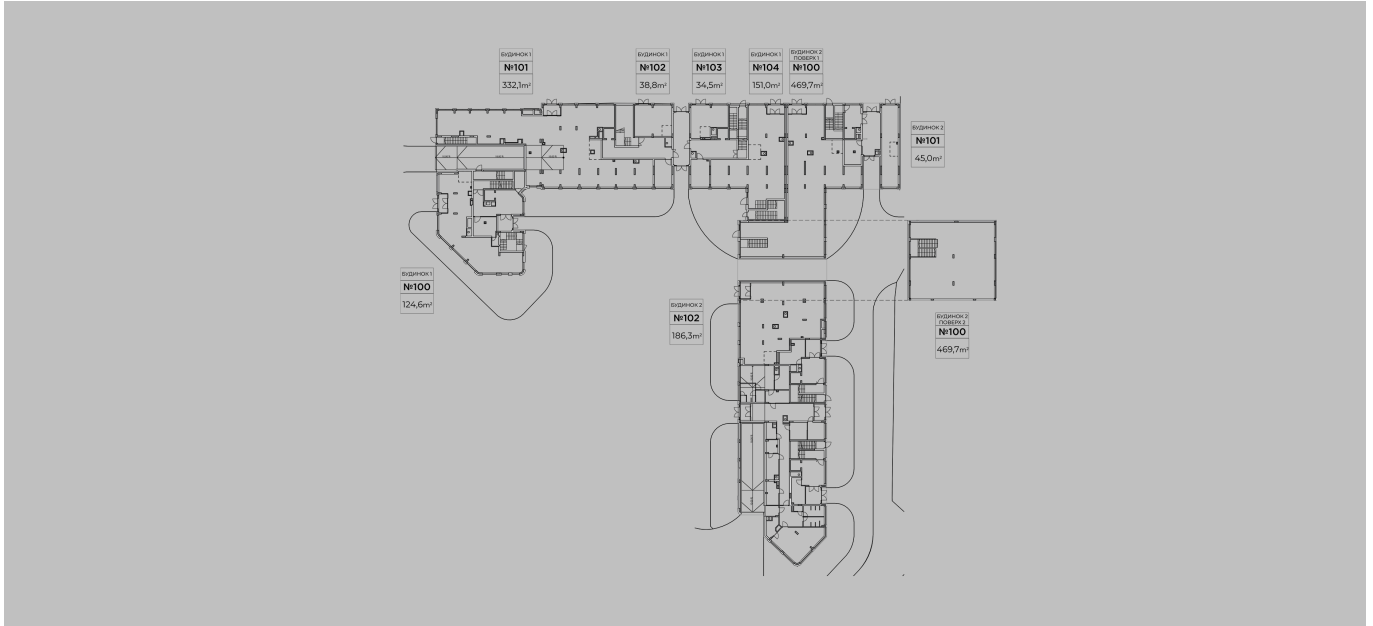 БУДИНОК 1
№101
332,1m²
БУДИНОК 1
№102
38,8m²
БУДИНОК 1
№103
34,5m²
БУДИНОК 1
№104
151,0m²
БУДИНОК 2
ПОВЕРХ 1
№100
469,7m²
БУДИНОК 2
№101
45,0m²
БУДИНОК 1
№100
124,6m²
БУДИНОК 2
№102
186,3m²
БУДИНОК 2
ПОВЕРХ 2
№100
469,7m²